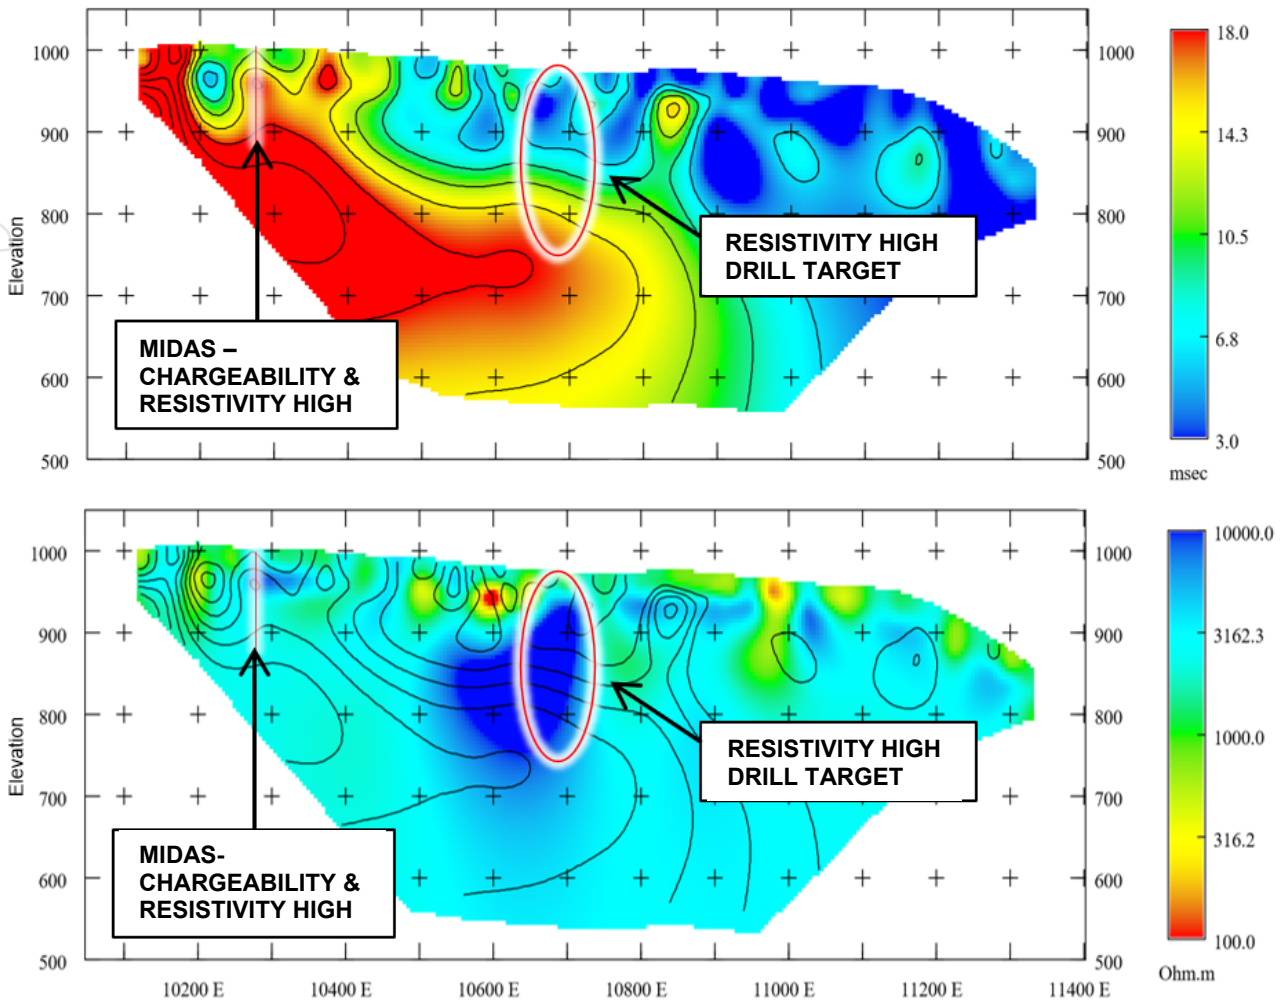 1000
900
800
700
600
500
Elevation
1000
900
800
700
600
500
MIDAS –
CHARGEABILITY &
RESISTIVITY HIGH
RESISTIVITY HIGH
DRILL TARGET
18.0
14.3
10.5
6.8
3.0
msec
1000
900
800
700
600
500
Elevation
1000
900
800
700
600
500
MIDAS-
CHARGEABILITY &
RESISTIVITY HIGH
RESISTIVITY HIGH
DRILL TARGET
10000.0
3162.3
1000.0
316.2
100.0
Ohm.m
10200 E 10400 E 10600 E 10800 E 11000 E 11200 E 11400 E